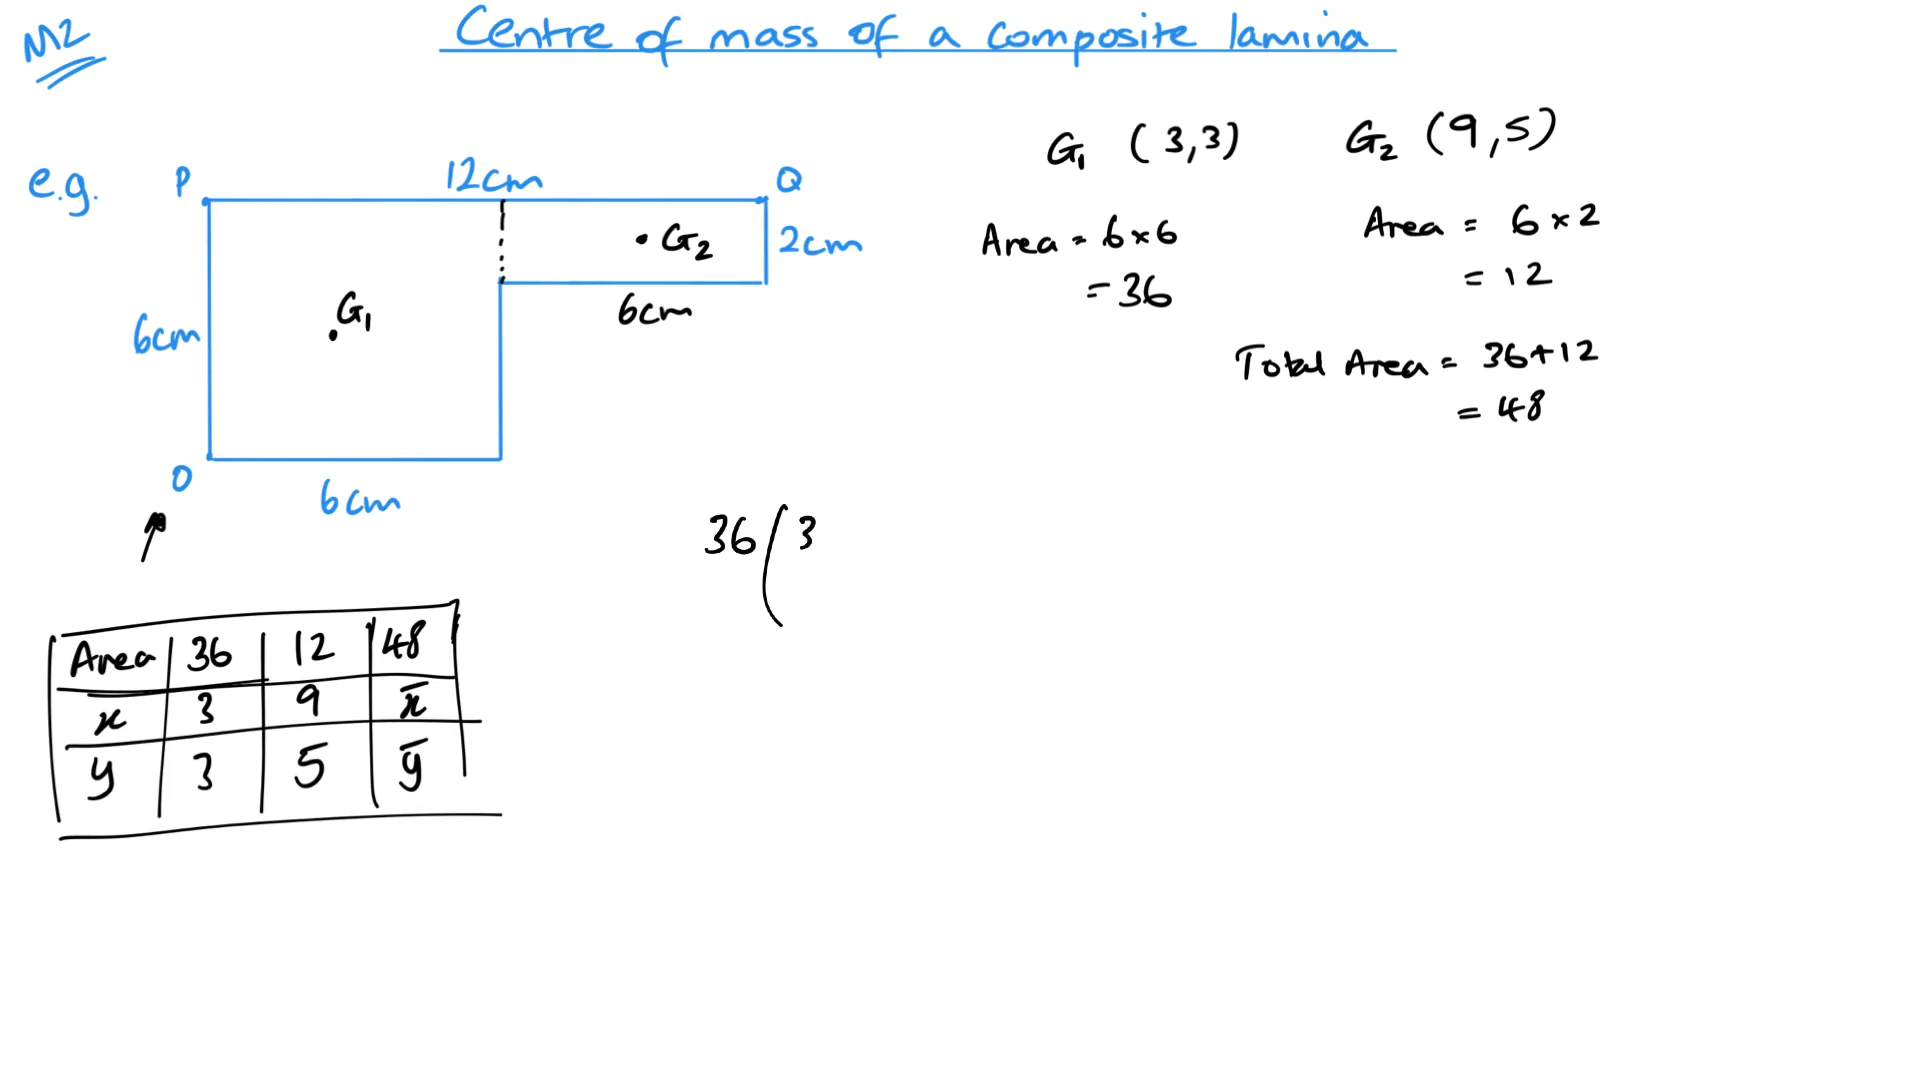 M2
Centre of mass of a composite lamina
e.g.
P 12cm Q
G₂ 2cm
G₁ 6cm
6cm
O
6cm
G₁ (3,3) G₂ (9,5)
Area = 6×6
= 36
Area = 6×2
= 12
Total Area = 36+12
= 48
36 ( 3
Area 36 12 48
x 3 9 x̄
y 3 5 ȳ